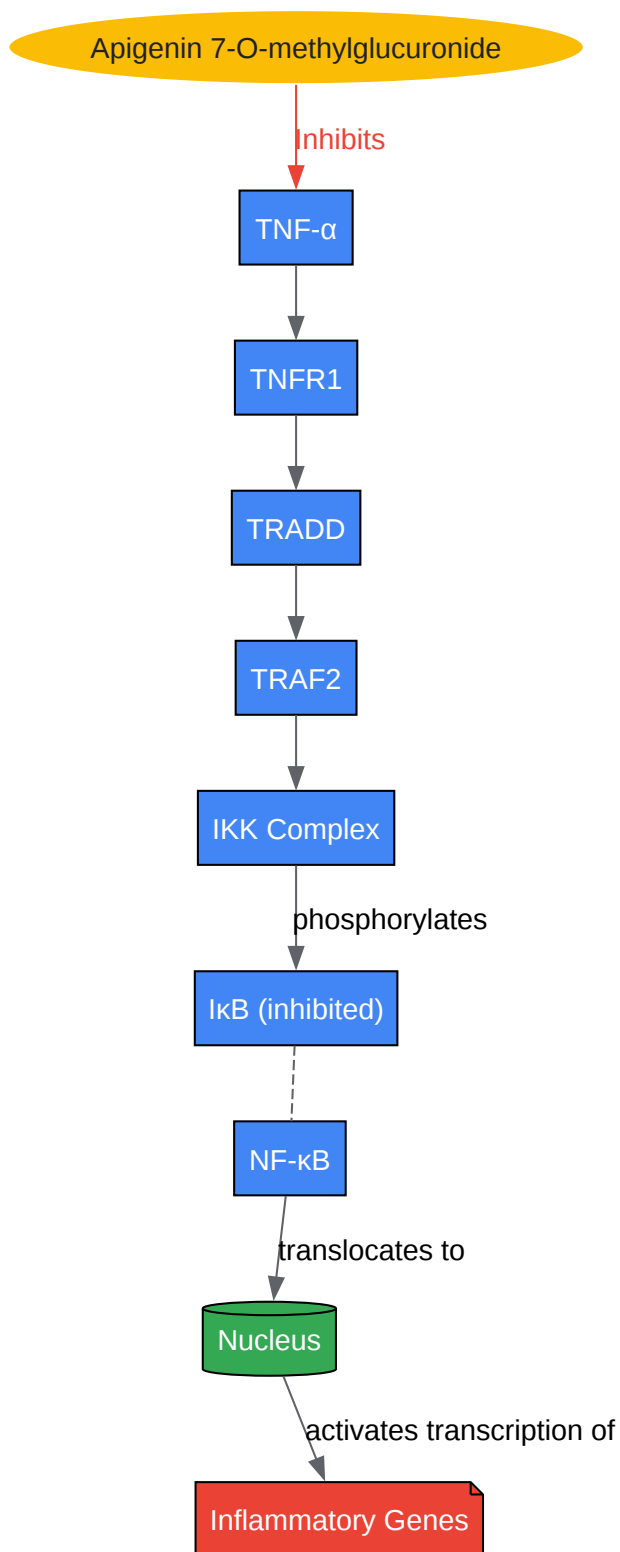 Apigenin 7-O-methylglucuronide
Inhibits
TNF-α
TNFR1
TRADD
TRAF2
IKK Complex
phosphorylates
IκB (inhibited)
NF-κB
translocates to
Nucleus
activates transcription of
Inflammatory Genes